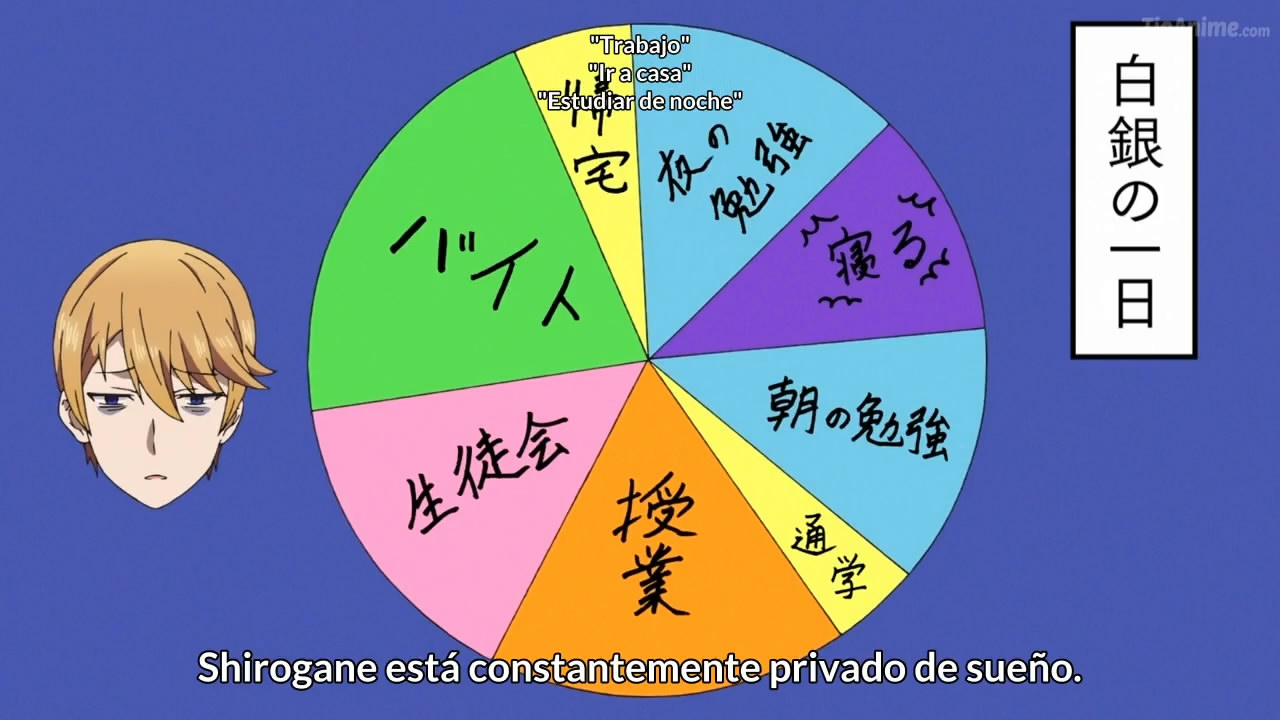 TioAnime.com
"Trabajo"
"Ir a casa"
"Estudiar de noche"
白銀の一日
帰宅
夜の勉強
寝る
朝の勉強
通学
授業
生徒会
バイト
Shirogane está constantemente privado de sueño.